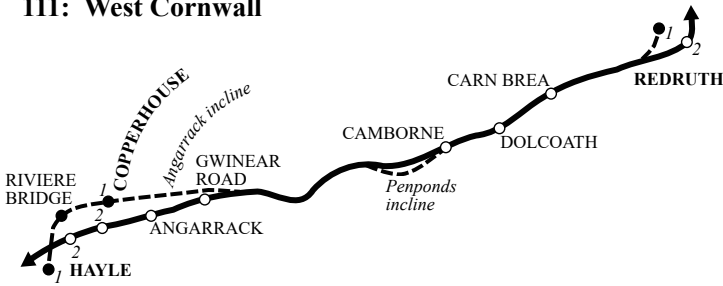 111: West Cornwall
1
2
REDRUTH
CARN BREA
DOLCOATH
CAMBORNE
Penponds
incline
COPPERHOUSE
Angarrack incline
GWINEAR
ROAD
RIVIERE
BRIDGE
1
2
ANGARRACK
2
1
HAYLE